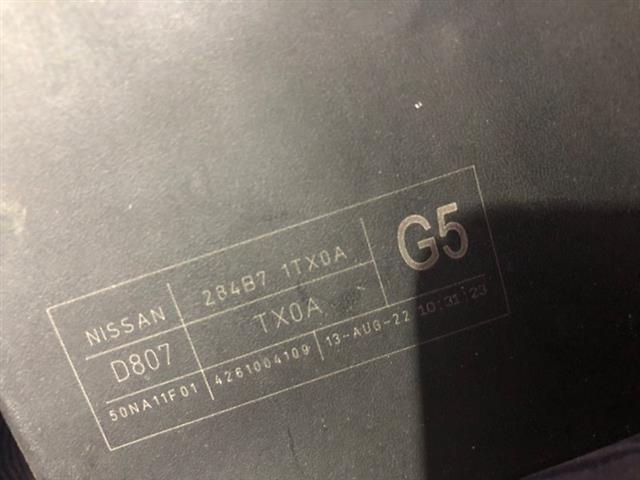 NISSAN 284B7 1TX0A G5
D807 TX0A
50NA11F01 4261004109 13-AUG-22 10:31:23